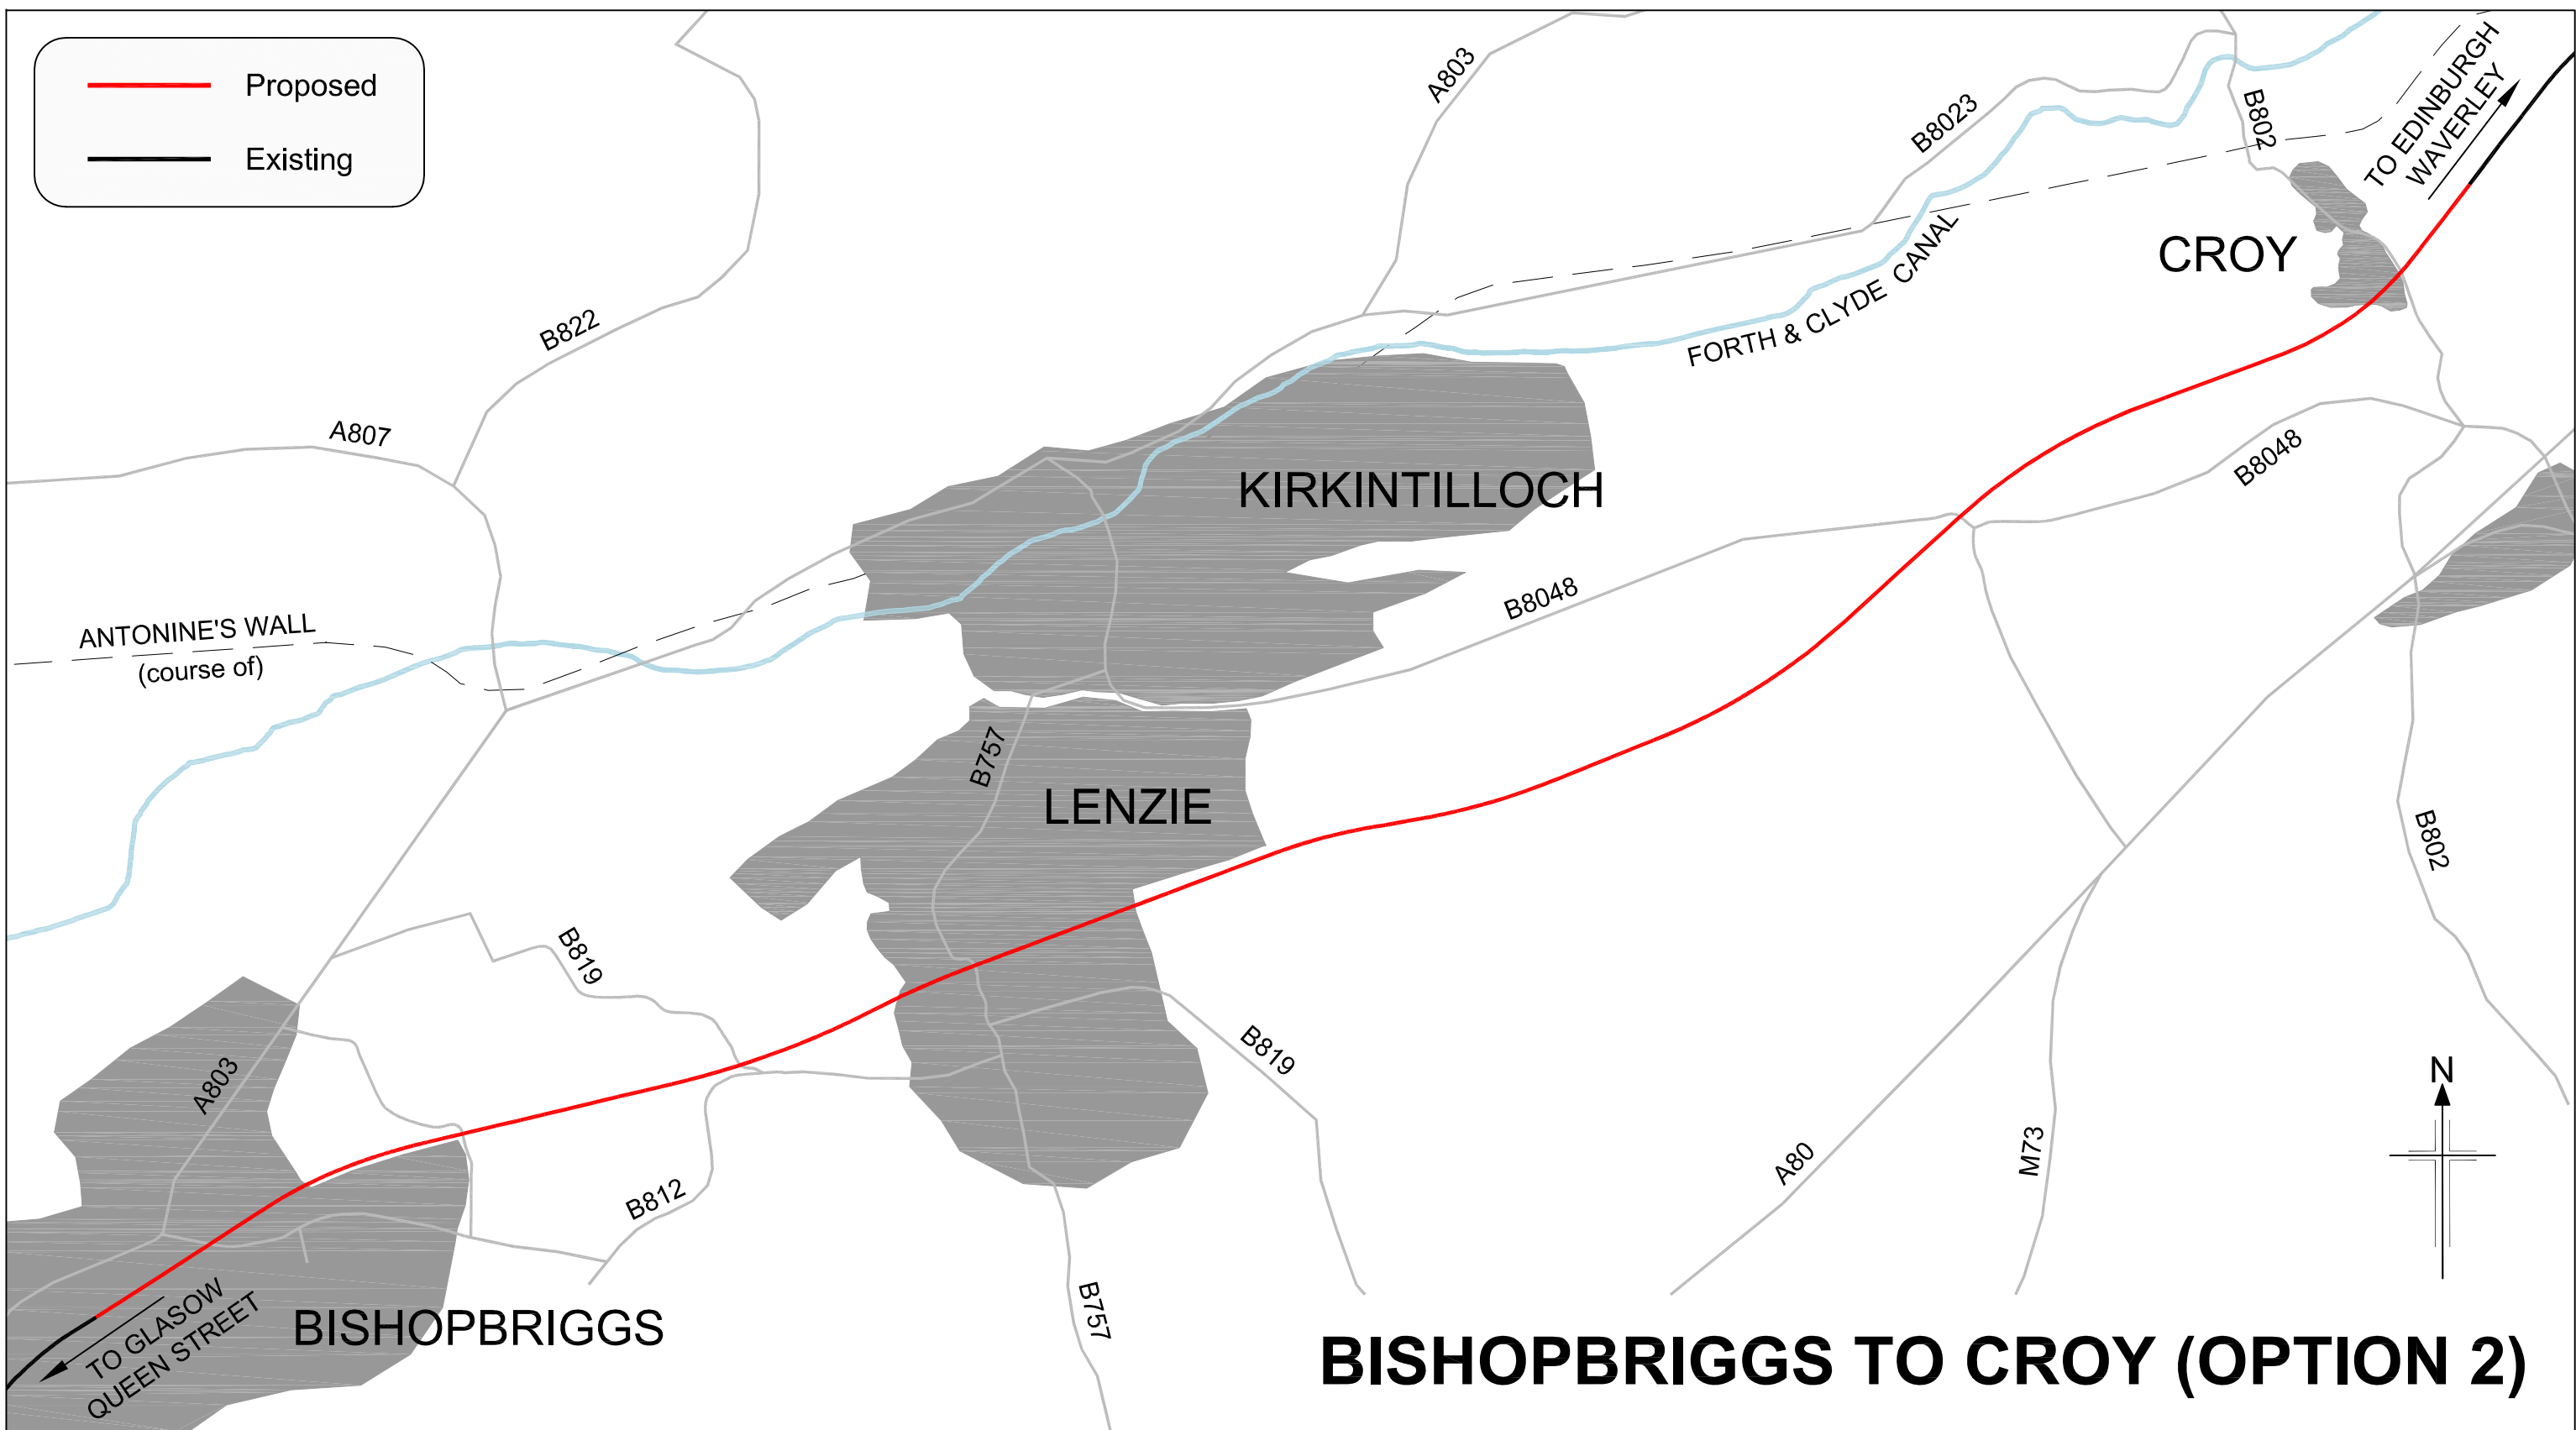 Proposed
Existing
A803
B8023
B802
TO EDINBURGH
WAVERLEY
CROY
FORTH & CLYDE CANAL
B822
A807
KIRKINTILLOCH
B8048
B8048
ANTONINE'S WALL
(course of)
B757
LENZIE
B802
B819
B819
A803
N
A80
M73
B812
B757
TO GLASOW
QUEEN STREET
BISHOPBRIGGS
BISHOPBRIGGS TO CROY (OPTION 2)